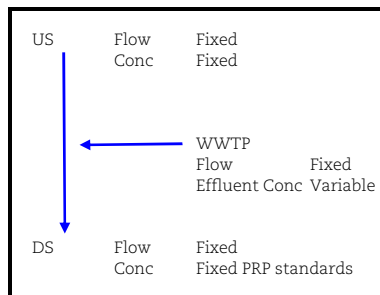 US Flow Fixed
Conc Fixed
WWTP
Flow Fixed
Effluent Conc Variable
DS Flow Fixed
Conc Fixed PRP standards